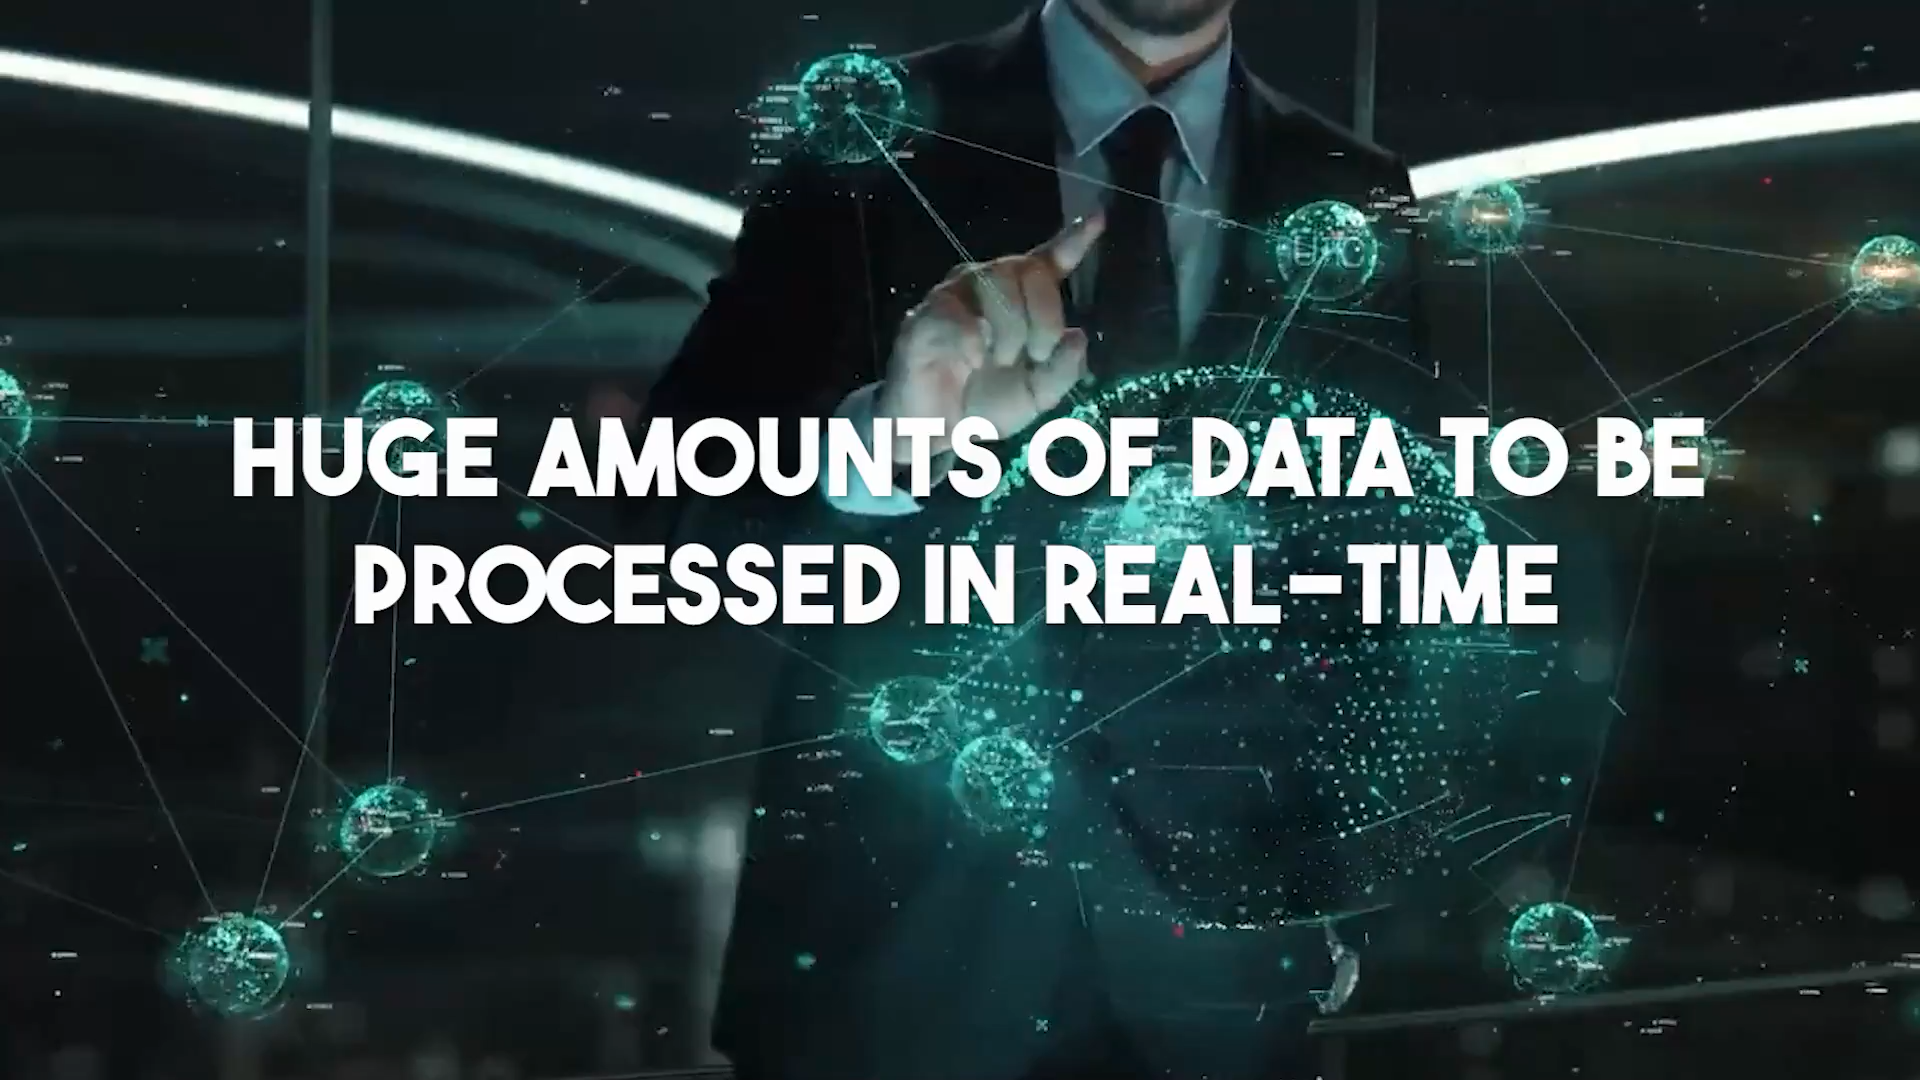 HUGE AMOUNTS OF DATA TO BE
PROCESSED IN REAL-TIME